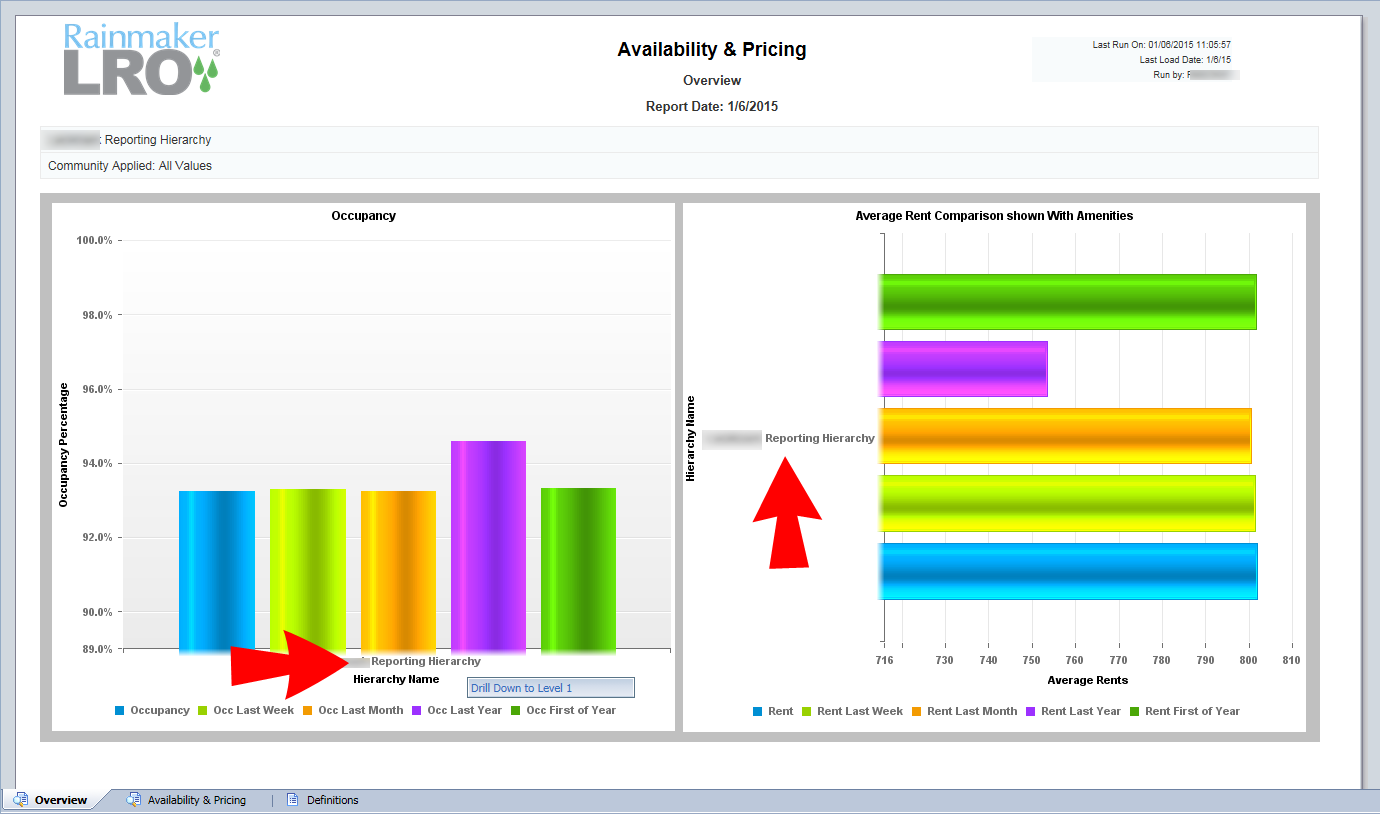 Rainmaker
LRO®
Availability & Pricing
Overview
Report Date: 1/6/2015
Last Run On: 01/06/2015 11:05:57
Last Load Date: 1/6/15
Run by:
: Reporting Hierarchy
Community Applied: All Values
Occupancy
100.0%
98.0%
96.0%
94.0%
92.0%
90.0%
89.0%
Occupancy Percentage
Reporting Hierarchy
Hierarchy Name
Drill Down to Level 1
Occupancy Occ Last Week Occ Last Month Occ Last Year Occ First of Year
Average Rent Comparison shown With Amenities
Hierarchy Name
Reporting Hierarchy
716 730 740 750 760 770 780 790 800 810
Average Rents
Rent Rent Last Week Rent Last Month Rent Last Year Rent First of Year
Overview Availability & Pricing | Definitions